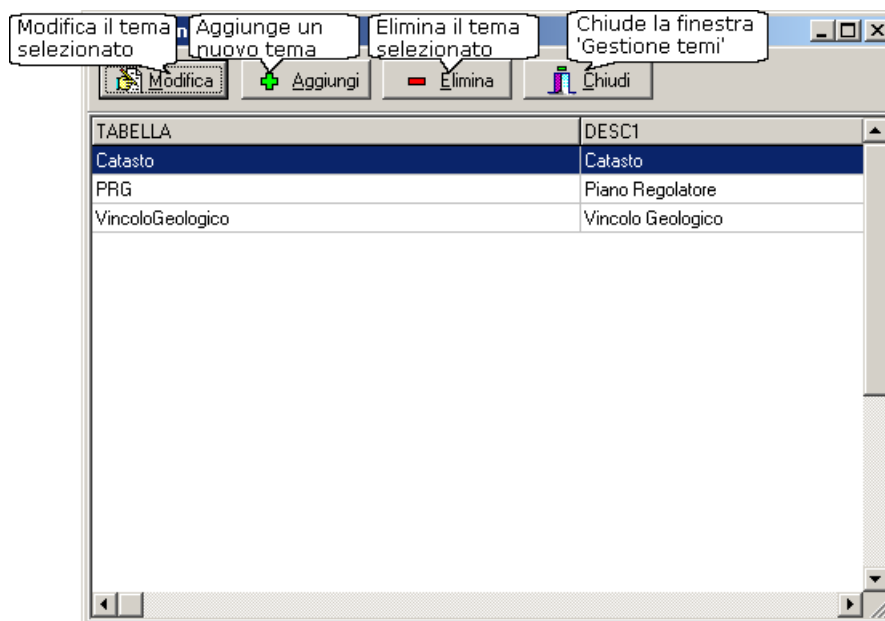 Modifica il tema
selezionato
Aggiunge un
nuovo tema
Elimina il tema
selezionato
Chiude la finestra
'Gestione temi'
Modifica
Aggiungi
Elimina
Chiudi
TABELLA DESC1
Catasto Catasto
PRG Piano Regolatore
VincoloGeologico Vincolo Geologico